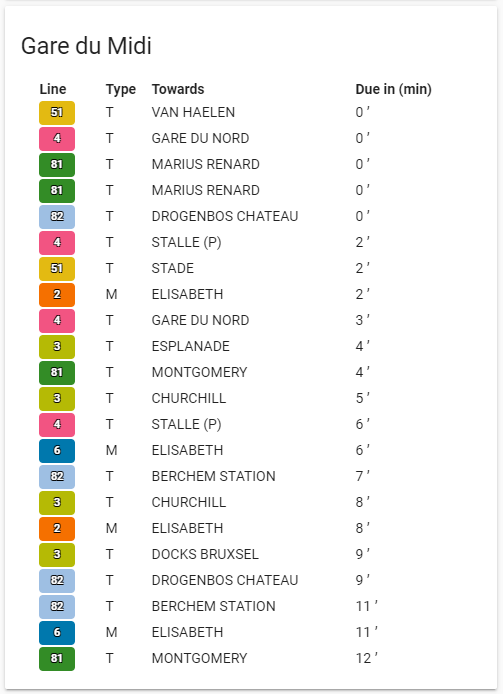 Gare du Midi
Line Type Towards Due in (min)
51 T VAN HAELEN 0 ’
4 T GARE DU NORD 0 ’
81 T MARIUS RENARD 0 ’
81 T MARIUS RENARD 0 ’
82 T DROGENBOS CHATEAU 0 ’
4 T STALLE (P) 2 ’
51 T STADE 2 ’
2 M ELISABETH 2 ’
4 T GARE DU NORD 3 ’
3 T ESPLANADE 4 ’
81 T MONTGOMERY 4 ’
3 T CHURCHILL 5 ’
4 T STALLE (P) 6 ’
6 M ELISABETH 6 ’
82 T BERCHEM STATION 7 ’
3 T CHURCHILL 8 ’
2 M ELISABETH 8 ’
3 T DOCKS BRUXSEL 9 ’
82 T DROGENBOS CHATEAU 9 ’
82 T BERCHEM STATION 11 ’
6 M ELISABETH 11 ’
81 T MONTGOMERY 12 ’